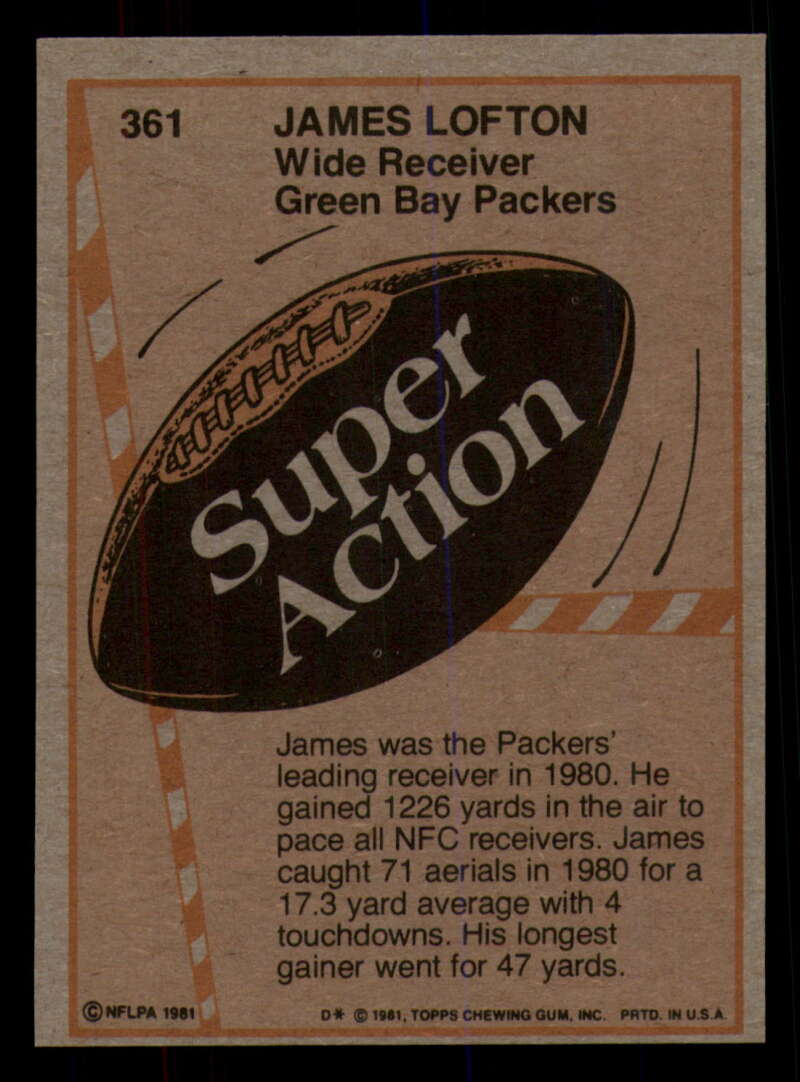 361
JAMES LOFTON
Wide Receiver
Green Bay Packers
Super
Action
James was the Packers'
leading receiver in 1980. He
gained 1226 yards in the air to
pace all NFC receivers. James
caught 71 aerials in 1980 for a
17.3 yard average with 4
touchdowns. His longest
gainer went for 47 yards.
© NFLPA 1981
D* © 1981, TOPPS CHEWING GUM, INC. PRTD. IN U.S.A.